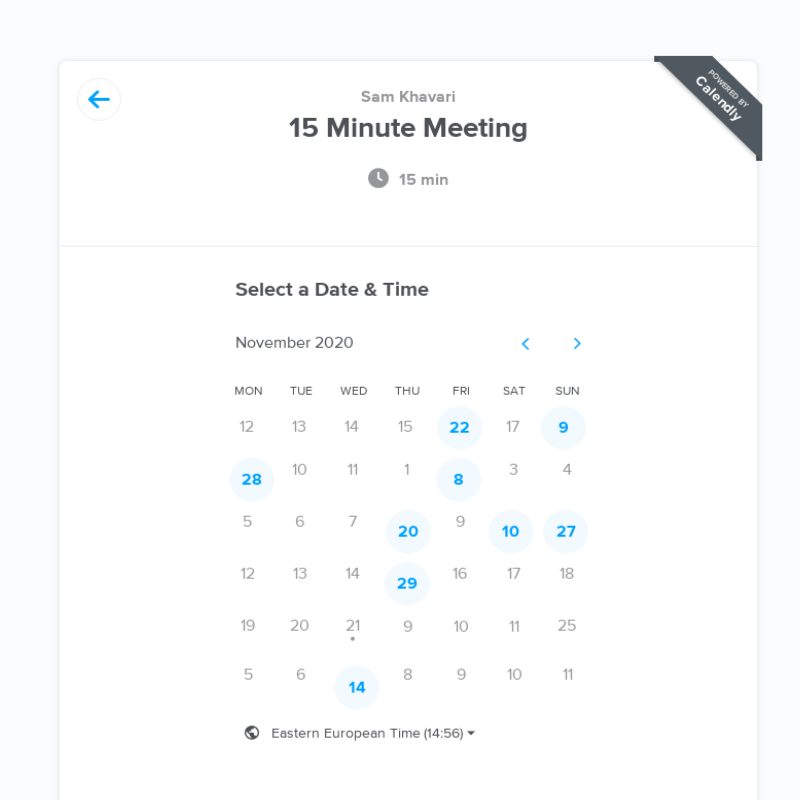 POWERED BY
Calendly
Sam Khavari
15 Minute Meeting
15 min
Select a Date & Time
November 2020
MON TUE WED THU FRI SAT SUN
12 13 14 15 22 17 9
28 10 11 1 8 3 4
5 6 7 20 9 10 27
12 13 14 29 16 17 18
19 20 21 9 10 11 25
5 6 14 8 9 10 11
Eastern European Time (14:56)